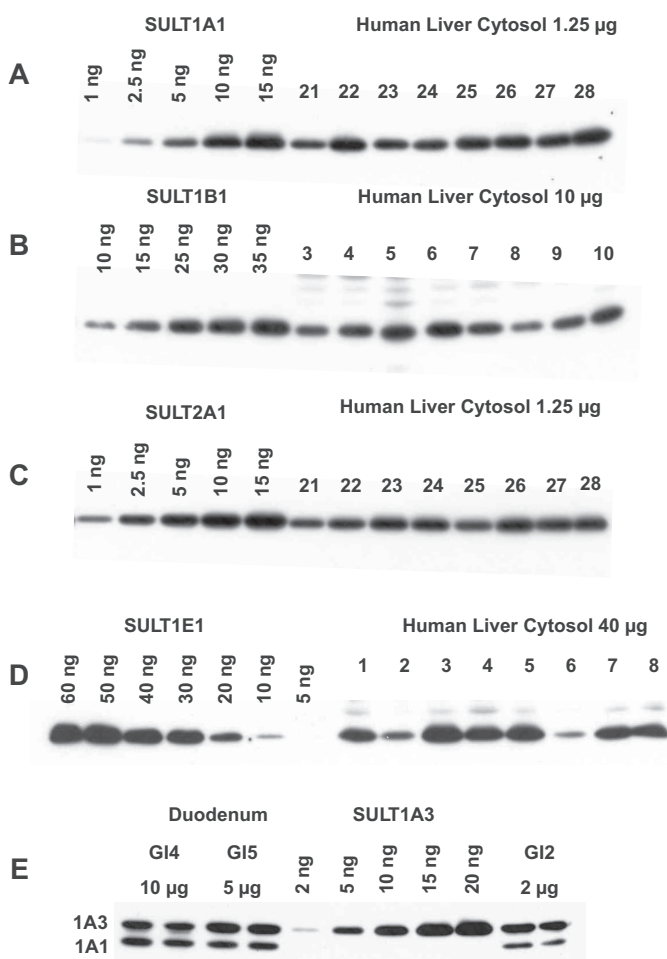 SULT1A1 Human Liver Cytosol 1.25 µg
A
1 ng 2.5 ng 5 ng 10 ng 15 ng 21 22 23 24 25 26 27 28
SULT1B1 Human Liver Cytosol 10 µg
B
10 ng 15 ng 25 ng 30 ng 35 ng 3 4 5 6 7 8 9 10
SULT2A1 Human Liver Cytosol 1.25 µg
C
1 ng 2.5 ng 5 ng 10 ng 15 ng 21 22 23 24 25 26 27 28
SULT1E1 Human Liver Cytosol 40 µg
D
60 ng 50 ng 40 ng 30 ng 20 ng 10 ng 5 ng 1 2 3 4 5 6 7 8
Duodenum SULT1A3
GI4 GI5 GI2
E
10 µg 5 µg 2 ng 5 ng 10 ng 15 ng 20 ng 2 µg
1A3
1A1